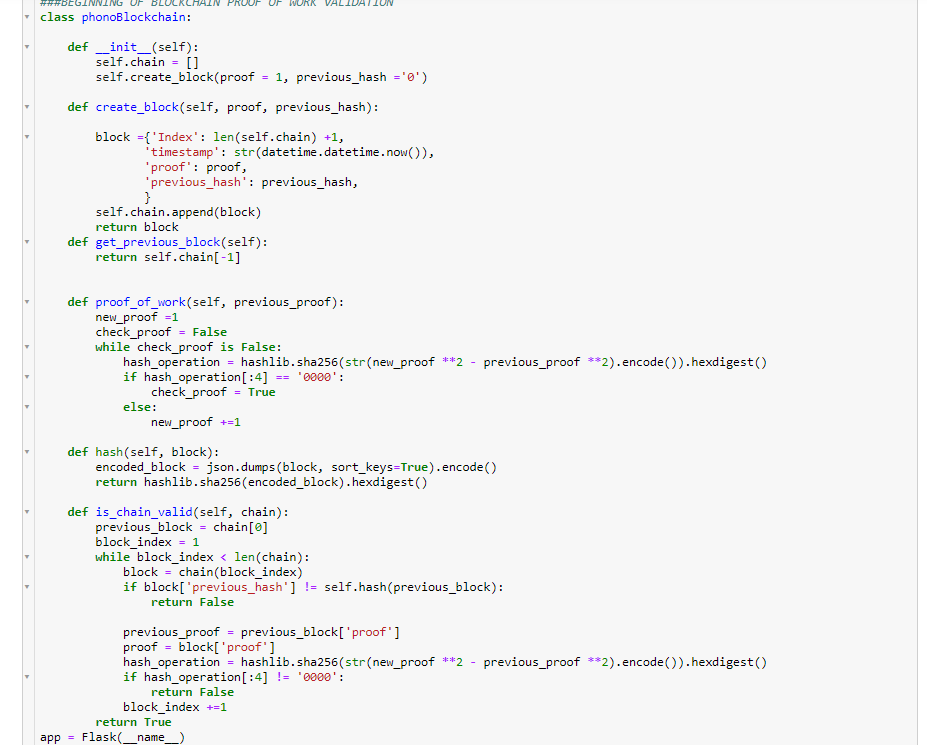 ###BEGINNING OF BLOCKCHAIN PROOF OF WORK VALIDATION
class phonoBlockchain:
    def __init__(self):
        self.chain = []
        self.create_block(proof = 1, previous_hash ='0')
    def create_block(self, proof, previous_hash):
        block ={'Index': len(self.chain) +1,
               'timestamp': str(datetime.datetime.now()),
               'proof': proof,
               'previous_hash': previous_hash,
               }
        self.chain.append(block)
        return block
    def get_previous_block(self):
        return self.chain[-1]
    def proof_of_work(self, previous_proof):
        new_proof =1
        check_proof = False
        while check_proof is False:
            hash_operation = hashlib.sha256(str(new_proof **2 - previous_proof **2).encode()).hexdigest()
            if hash_operation[:4] == '0000':
                check_proof = True
            else:
                new_proof +=1
    def hash(self, block):
        encoded_block = json.dumps(block, sort_keys=True).encode()
        return hashlib.sha256(encoded_block).hexdigest()
    def is_chain_valid(self, chain):
        previous_block = chain[0]
        block_index = 1
        while block_index < len(chain):
            block = chain(block_index)
            if block['previous_hash'] != self.hash(previous_block):
                return False
            previous_proof = previous_block['proof']
            proof = block['proof']
            hash_operation = hashlib.sha256(str(new_proof **2 - previous_proof **2).encode()).hexdigest()
            if hash_operation[:4] != '0000':
                return False
            block_index +=1
        return True
app = Flask(__name__)